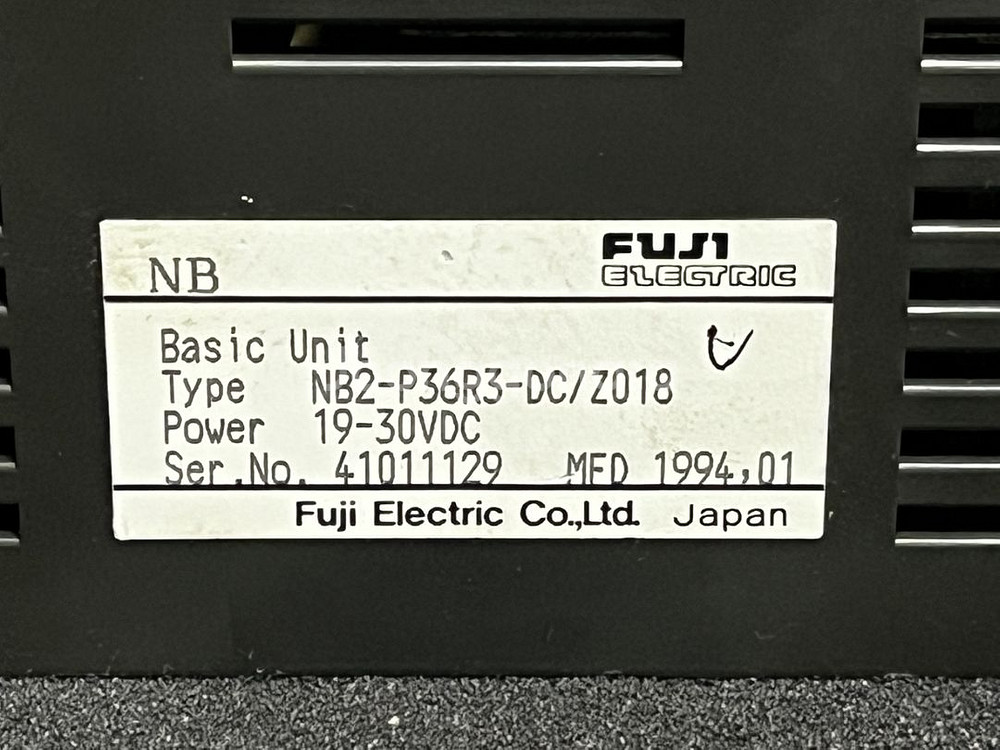 NB
FUJI
ELECTRIC
Basic Unit
Type NB2-P36R3-DC/Z018
Power 19-30VDC
Ser.No. 41011129 MFD 1994,01
Fuji Electric Co.,Ltd. Japan